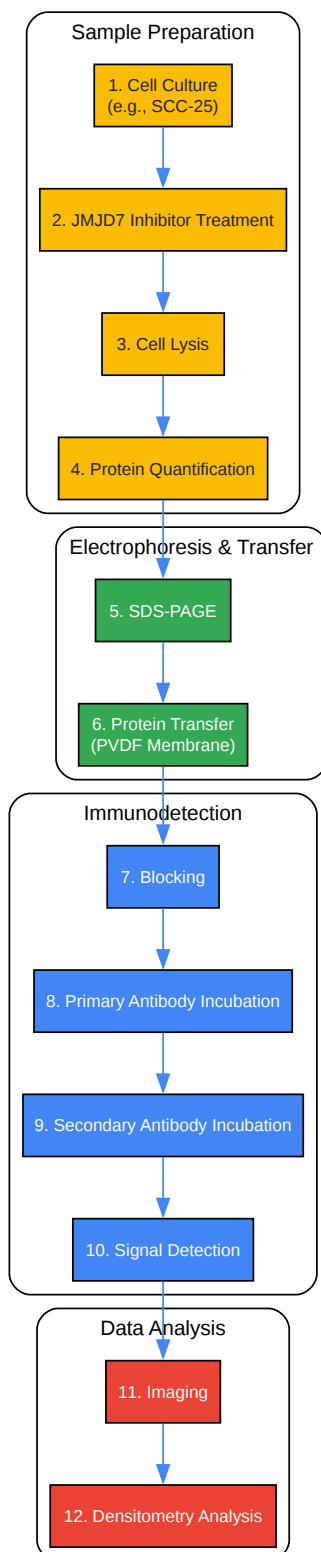 Sample Preparation
1. Cell Culture
(e.g., SCC-25)
2. JMJD7 Inhibitor Treatment
3. Cell Lysis
4. Protein Quantification
Electrophoresis & Transfer
5. SDS-PAGE
6. Protein Transfer
(PVDF Membrane)
Immunodetection
7. Blocking
8. Primary Antibody Incubation
9. Secondary Antibody Incubation
10. Signal Detection
Data Analysis
11. Imaging
12. Densitometry Analysis